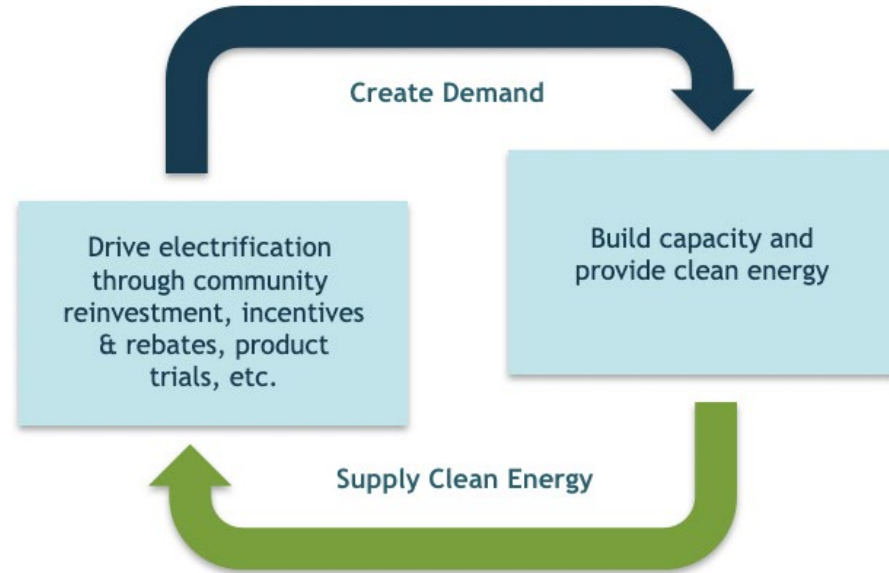 Create Demand
Drive electrification
through community
reinvestment, incentives
& rebates, product
trials, etc.
Build capacity and
provide clean energy
Supply Clean Energy